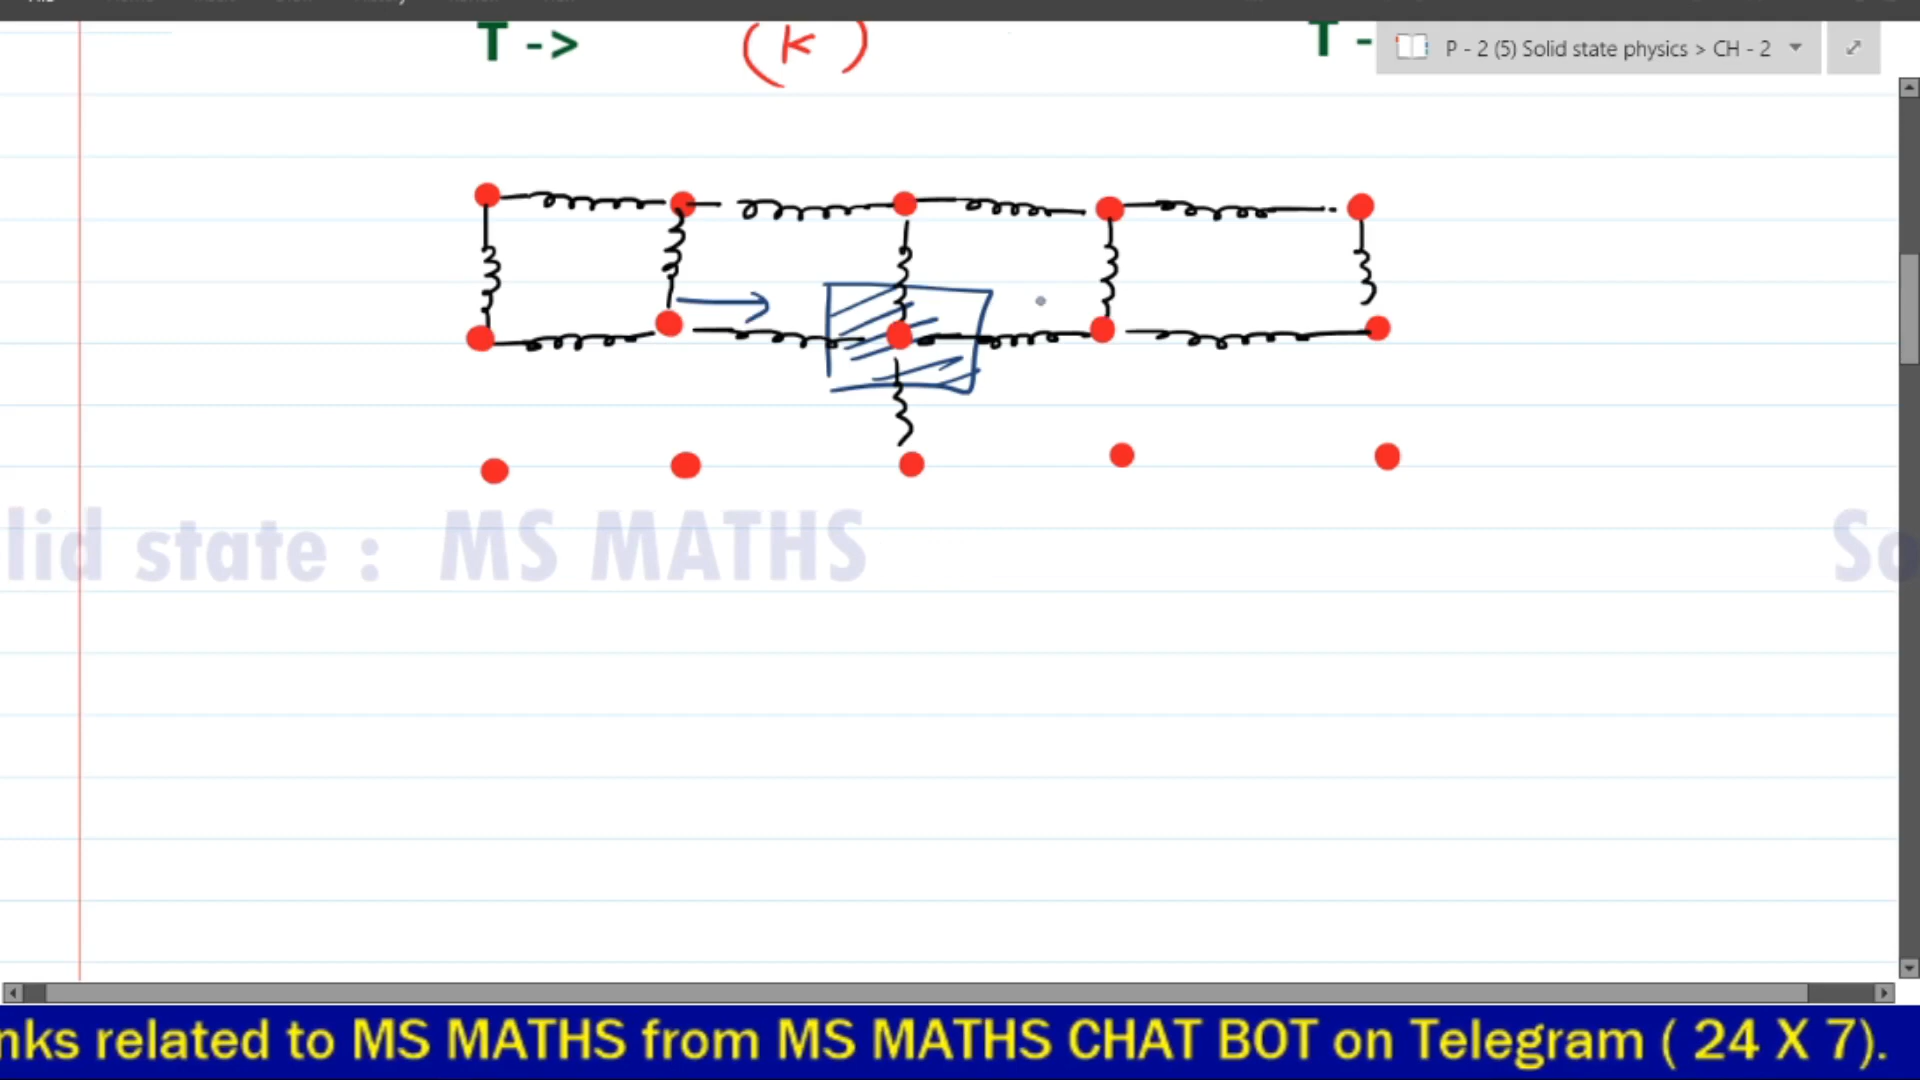 T ->
(K)
T -
P - 2 (5) Solid state physics > CH - 2
lid state : MS MATHS
So
nks related to MS MATHS from MS MATHS CHAT BOT on Telegram ( 24 X 7).